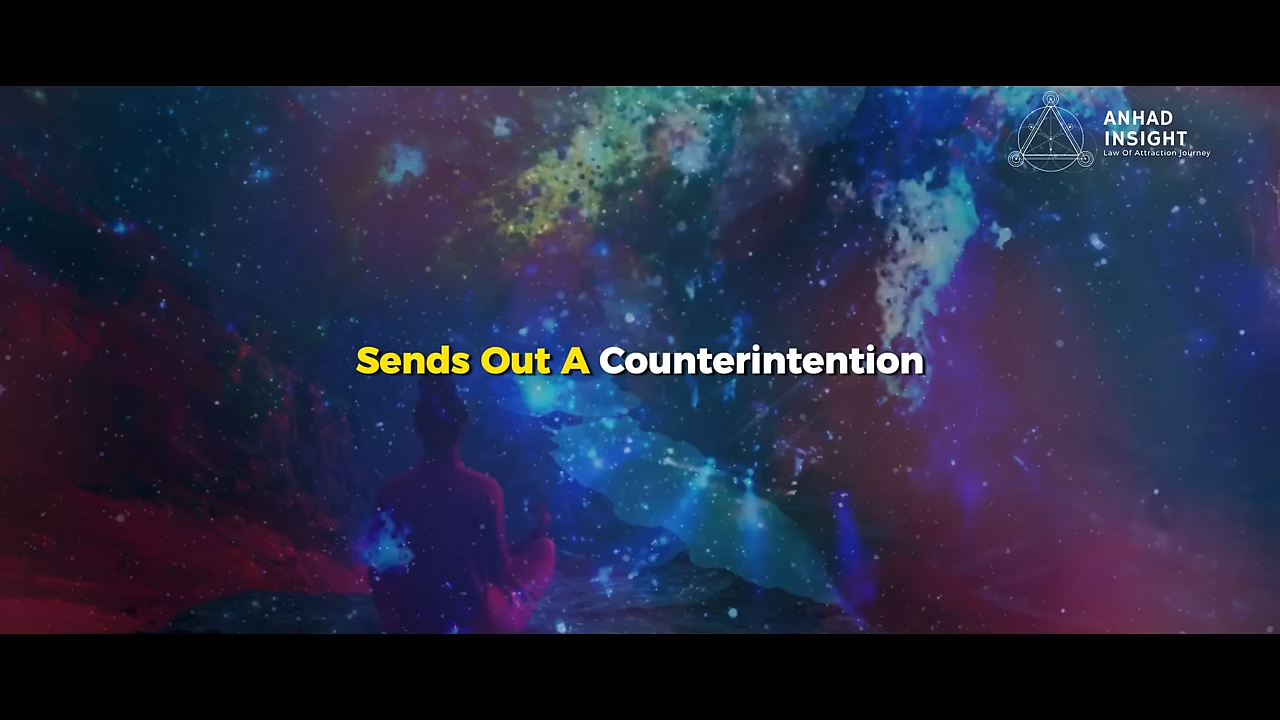 ANHAD
INSIGHT
Law Of Attraction Journey
Sends Out A Counterintention